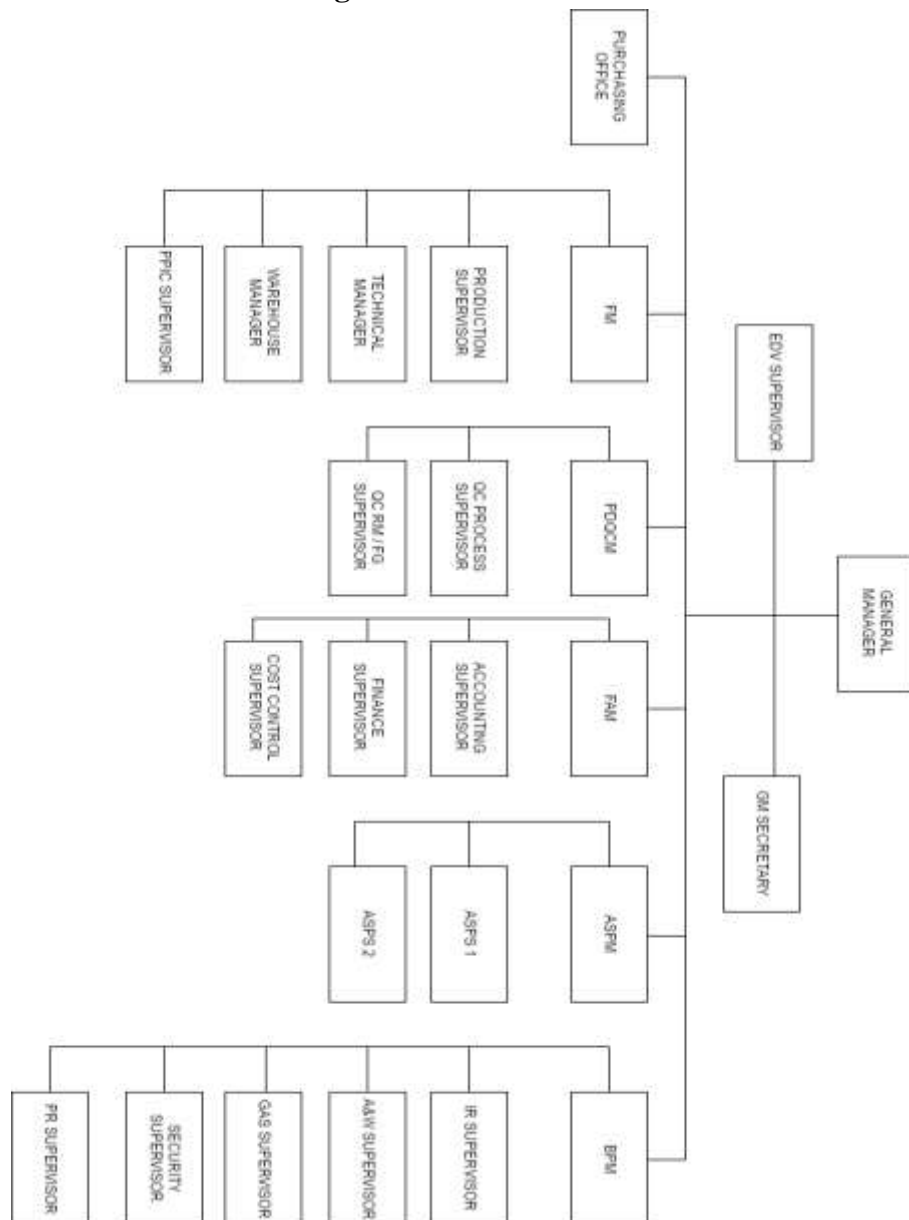 GENERAL
MANAGER
EDV SUPERVISOR
GM SECRETARY
PURCHASING
OFFICE
FM
PDQCM
FAM
ASPM
BPM
PRODUCTION
SUPERVISOR
QC PROCESS
SUPERVISOR
ACCOUNTING
SUPERVISOR
ASPS 1
IR SUPERVISOR
TECHNICAL
MANAGER
QC RM / FG
SUPERVISOR
FINANCE
SUPERVISOR
ASPS 2
A&W SUPERVISOR
WAREHOUSE
MANAGER
COST CONTROL
SUPERVISOR
GAS SUPERVISOR
PPIC SUPERVISOR
SECURITY
SUPERVISOR
PR SUPERVISOR